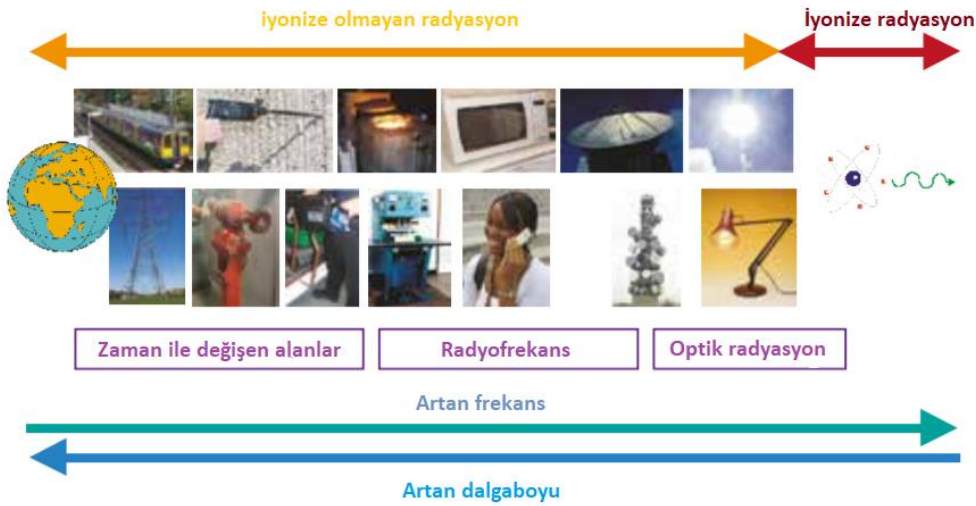 iyonize olmayan radyasyon
İyonize radyasyon
Zaman ile değişen alanlar
Radyofrekans
Optik radyasyon
Artan frekans
Artan dalgaboyu